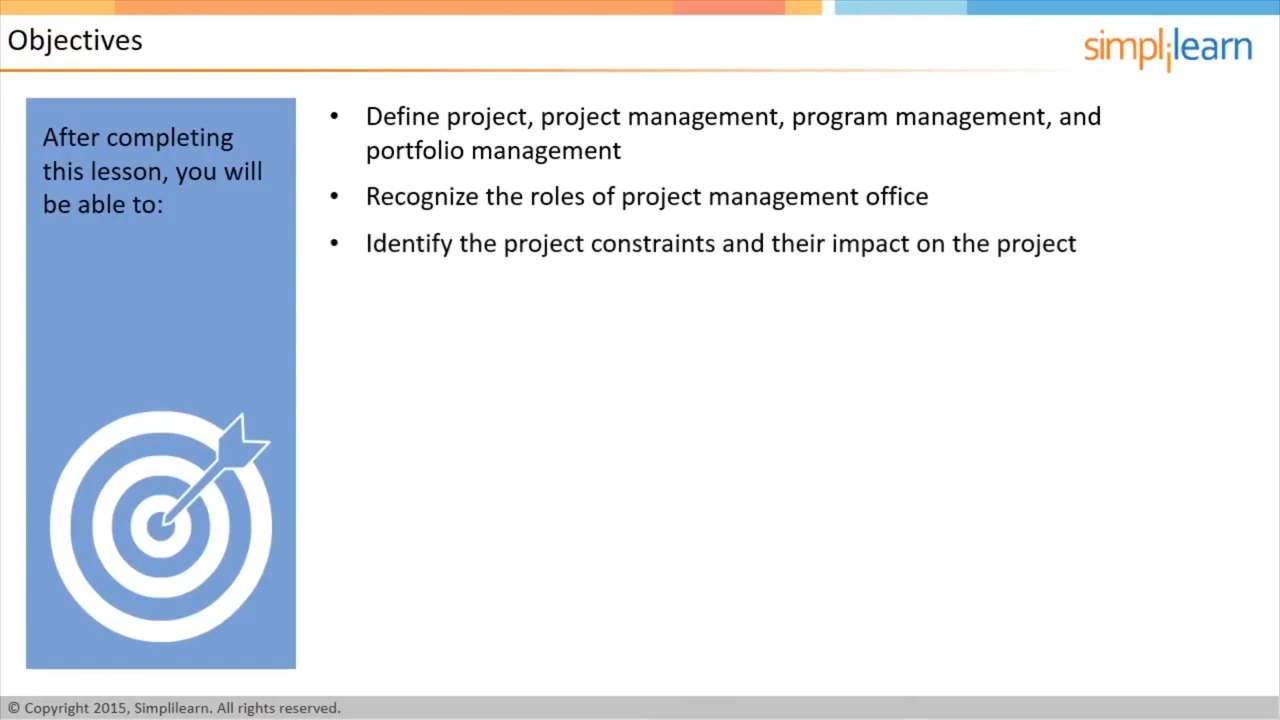 Objectives
simplilearn
After completing
this lesson, you will
be able to:
• Define project, project management, program management, and
portfolio management
• Recognize the roles of project management office
• Identify the project constraints and their impact on the project
© Copyright 2015, Simplilearn. All rights reserved.